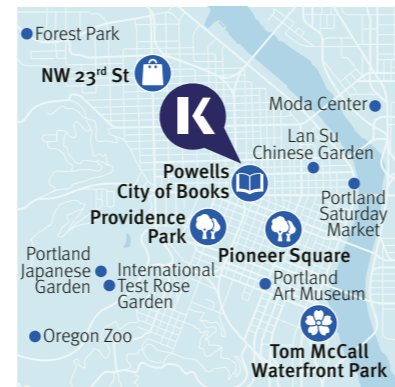 Forest Park
NW 23rd St
K
Moda Center
Lan Su
Chinese Garden
Powells
City of Books
Portland
Saturday
Market
Providence
Park
Pioneer Square
Portland
Japanese
Garden
International
Test Rose
Garden
Portland
Art Museum
Oregon Zoo
Tom McCall
Waterfront Park